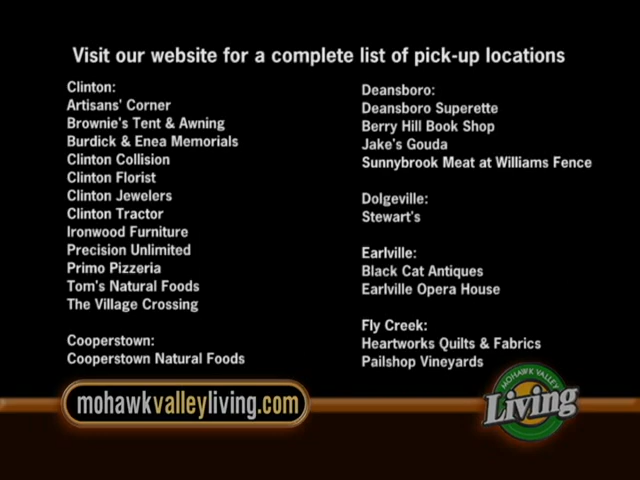 Visit our website for a complete list of pick-up locations
Clinton:
Artisans' Corner
Brownie's Tent & Awning
Burdick & Enea Memorials
Clinton Collision
Clinton Florist
Clinton Jewelers
Clinton Tractor
Ironwood Furniture
Precision Unlimited
Primo Pizzeria
Tom's Natural Foods
The Village Crossing
Cooperstown:
Cooperstown Natural Foods
Deansboro:
Deansboro Superette
Berry Hill Book Shop
Jake's Gouda
Sunnybrook Meat at Williams Fence
Dolgeville:
Stewart's
Earlville:
Black Cat Antiques
Earlville Opera House
Fly Creek:
Heartworks Quilts & Fabrics
Pailshop Vineyards
mohawkvalleyliving.com
MOHAWK VALLEY
Living